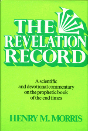 THE
REVELATION
RECORD
A scientific
and devotional commentary
on the prophetic book
of the end times
HENRY M. MORRIS